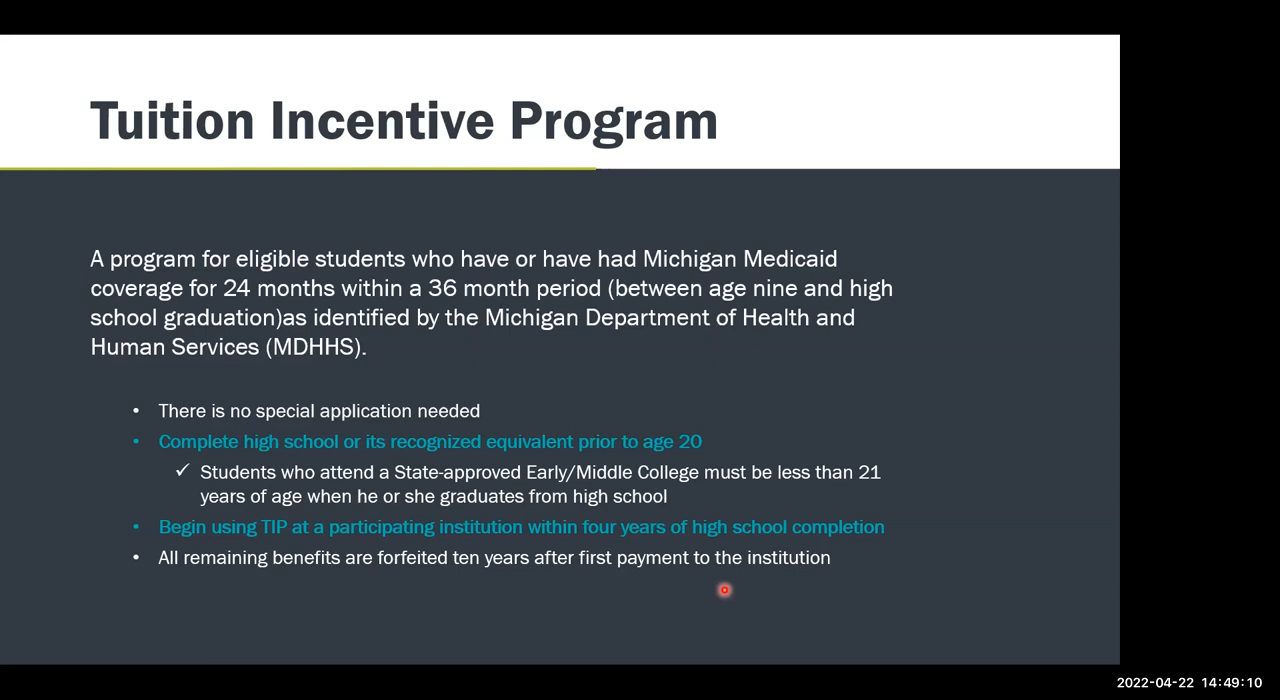 Tuition Incentive Program
A program for eligible students who have or have had Michigan Medicaid
coverage for 24 months within a 36 month period (between age nine and high
school graduation)as identified by the Michigan Department of Health and
Human Services (MDHHS).
• There is no special application needed
• Complete high school or its recognized equivalent prior to age 20
✓ Students who attend a State-approved Early/Middle College must be less than 21
years of age when he or she graduates from high school
• Begin using TIP at a participating institution within four years of high school completion
• All remaining benefits are forfeited ten years after first payment to the institution
2022-04-22 14:49:10